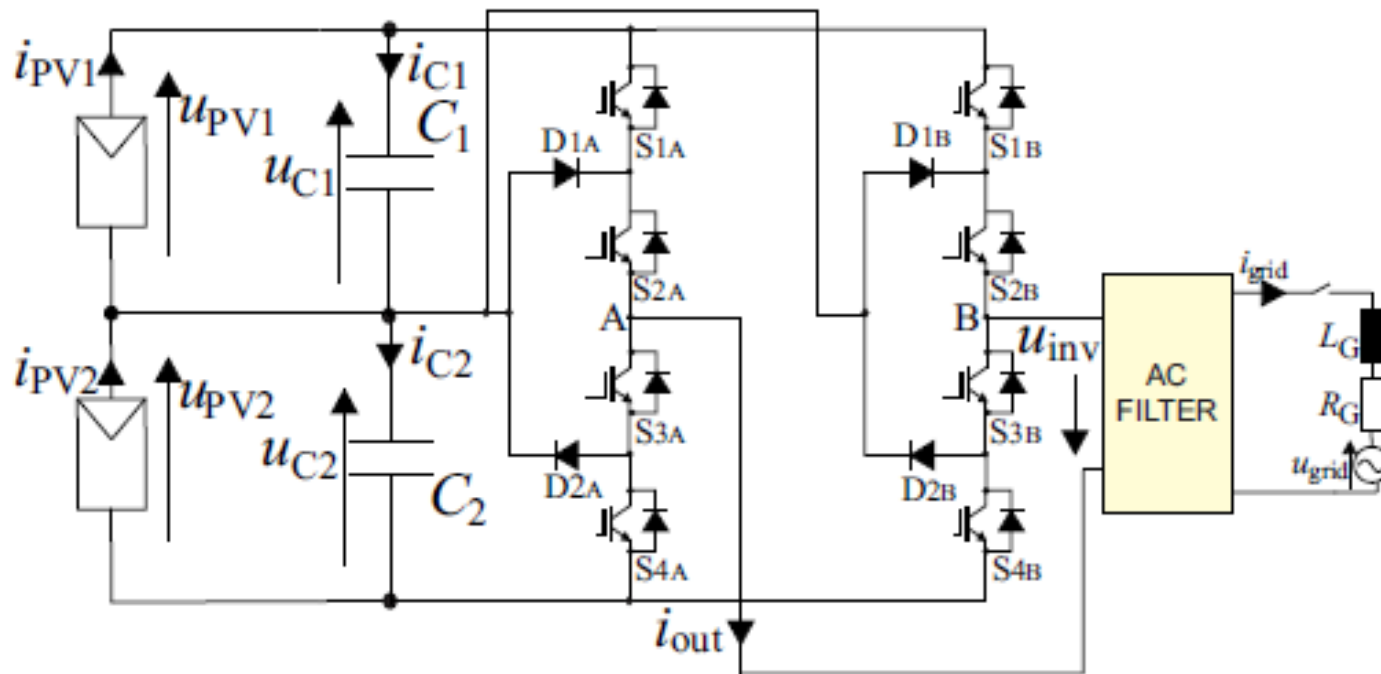 iPV1
uPV1
iC1
C1
uC1
D1A
S1A
D1B
S1B
S2A
S2B
A
B
iPV2
uPV2
iC2
uC2
C2
D2A
S3A
S4A
D2B
S3B
S4B
iout
uinv
AC
FILTER
igrid
LG
RG
ugrid